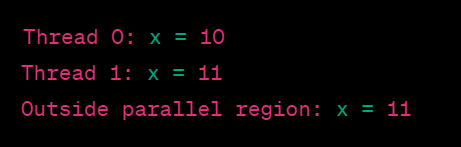 Thread 0: x = 10
Thread 1: x = 11
Outside parallel region: x = 11